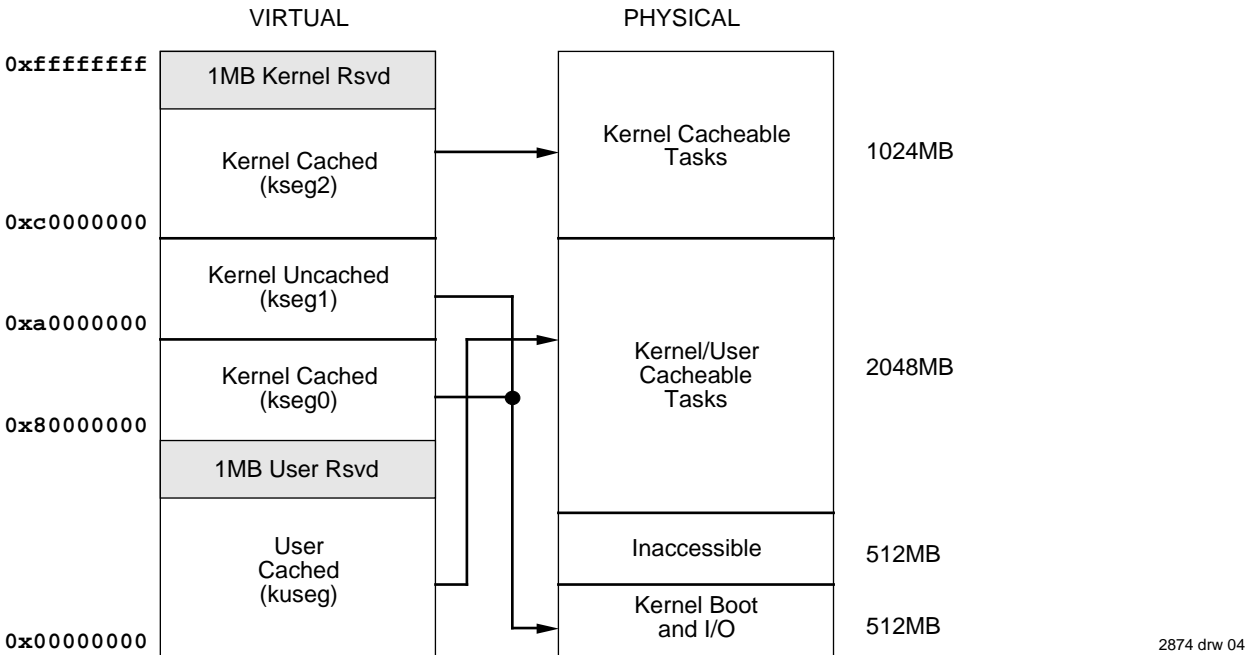 VIRTUAL PHYSICAL
0xffffffff
1MB Kernel Rsvd
Kernel Cached
(kseg2)
Kernel Cacheable
Tasks
1024MB
0xc0000000
Kernel Uncached
(kseg1)
0xa0000000
Kernel Cached
(kseg0)
Kernel/User
Cacheable
Tasks
2048MB
0x80000000
1MB User Rsvd
User
Cached
(kuseg)
Inaccessible
512MB
Kernel Boot
and I/O
512MB
0x00000000
2874 drw 04